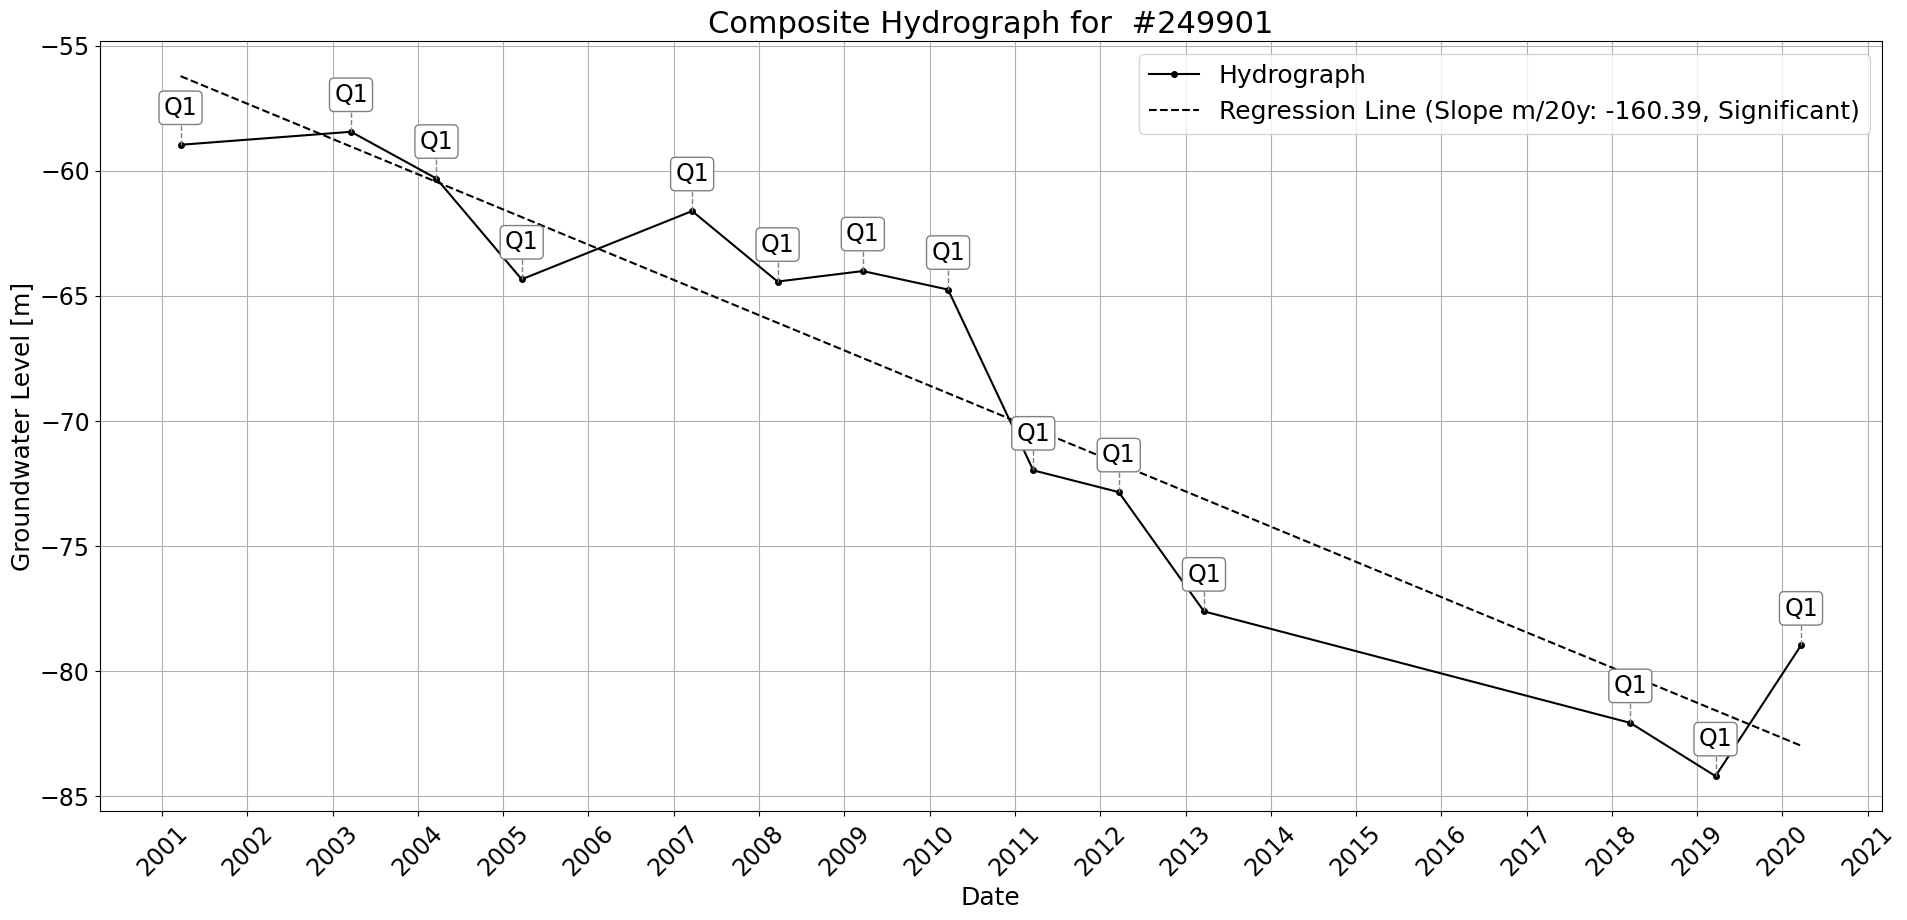 Composite Hydrograph for  #249901
Hydrograph
Regression Line (Slope m/20y: -160.39, Significant)
Groundwater Level [m]
−55
−60
−65
−70
−75
−80
−85
Q1
Q1
Q1
Q1
Q1
Q1
Q1
Q1
Q1
Q1
Q1
Q1
Q1
Q1
2001
2002
2003
2004
2005
2006
2007
2008
2009
2010
2011
2012
2013
2014
2015
2016
2017
2018
2019
2020
2021
Date